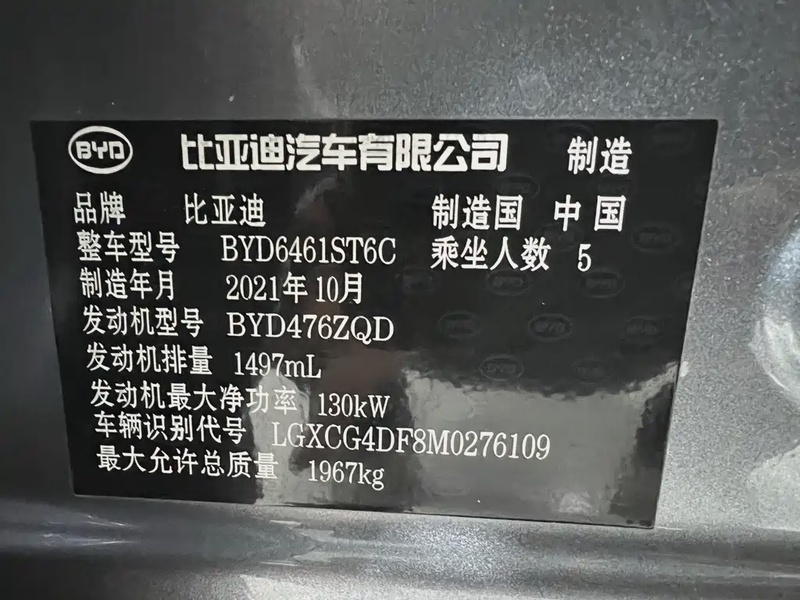 BYD 比亚迪汽车有限公司 制造
品牌 比亚迪 制造国 中国
整车型号 BYD6461ST6C 乘坐人数 5
制造年月 2021年10月
发动机型号 BYD476ZQD
发动机排量 1497mL
发动机最大净功率 130kW
车辆识别代号 LGXCG4DF8M0276109
最大允许总质量 1967kg